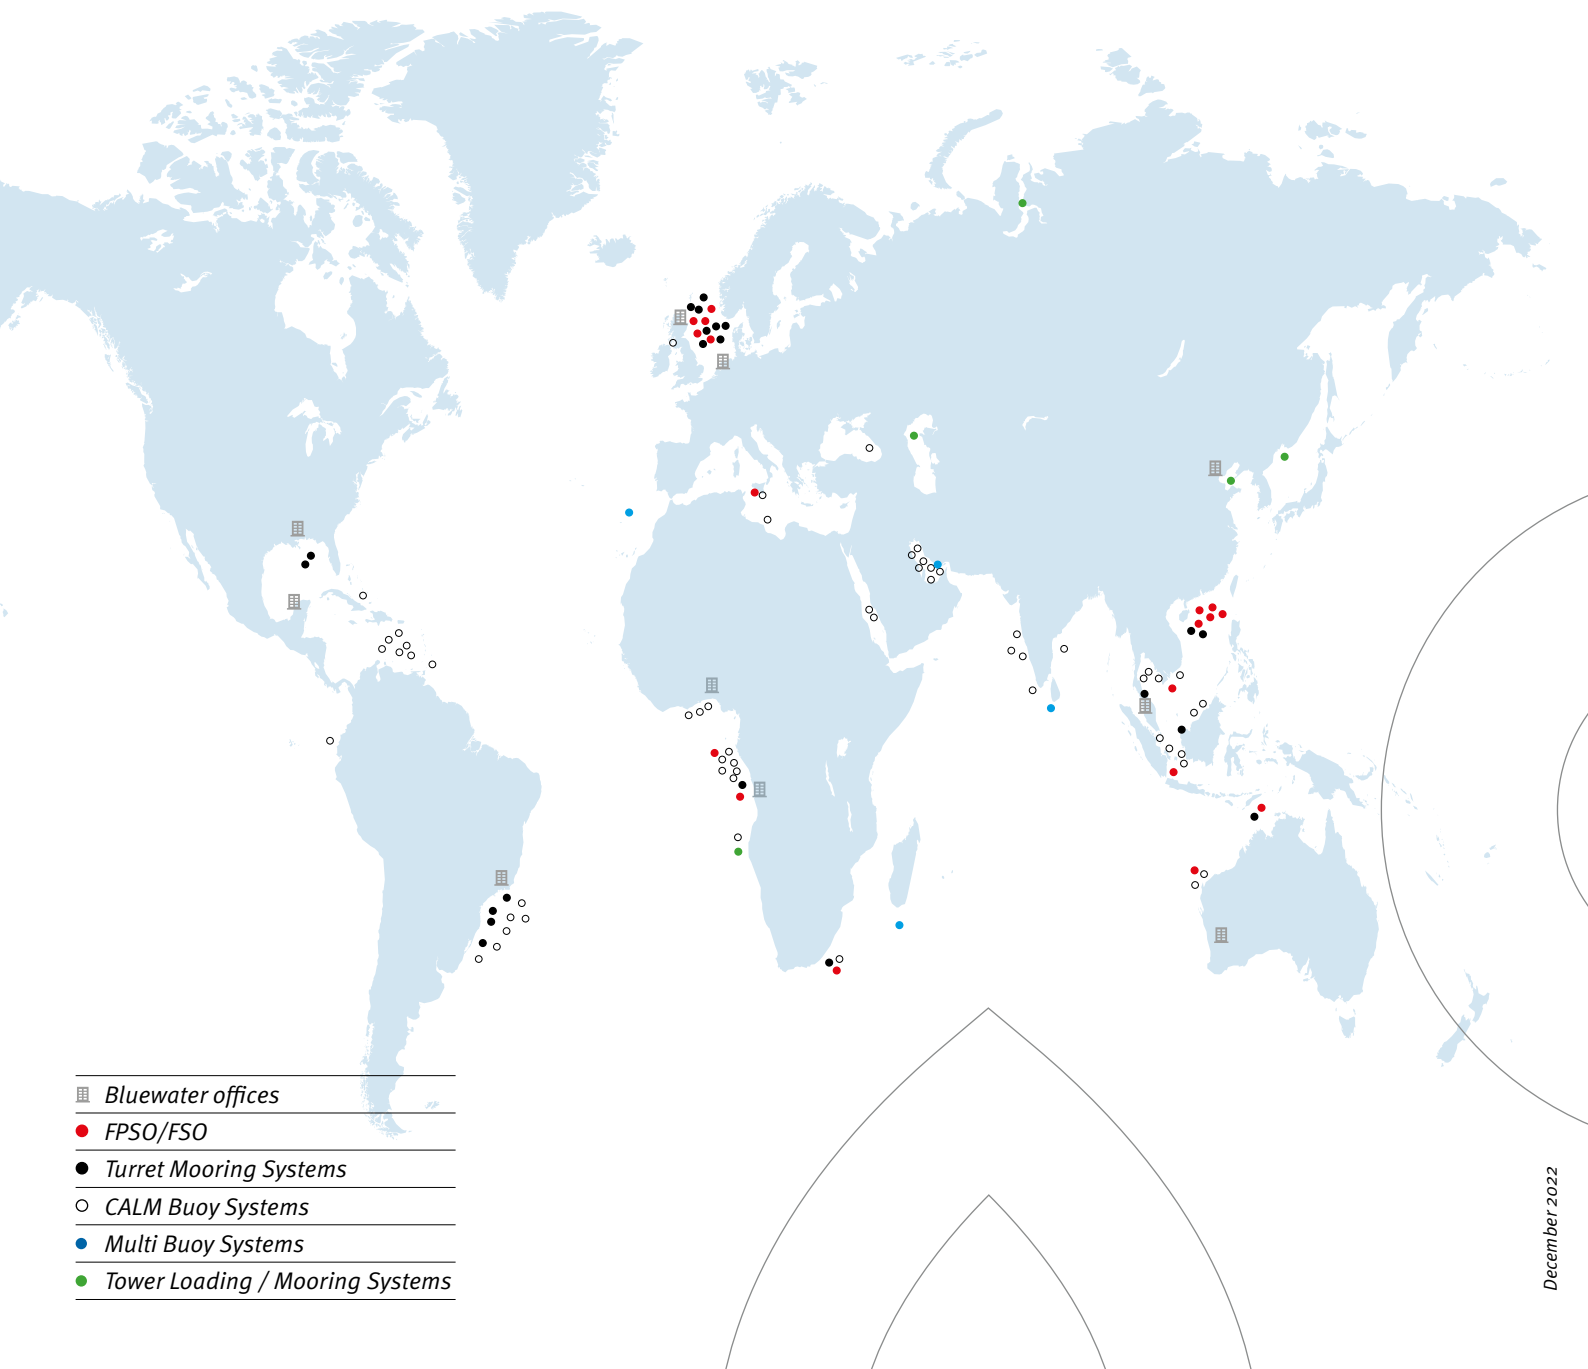 Bluewater offices
FPSO/FSO
Turret Mooring Systems
CALM Buoy Systems
Multi Buoy Systems
Tower Loading / Mooring Systems
December 2022